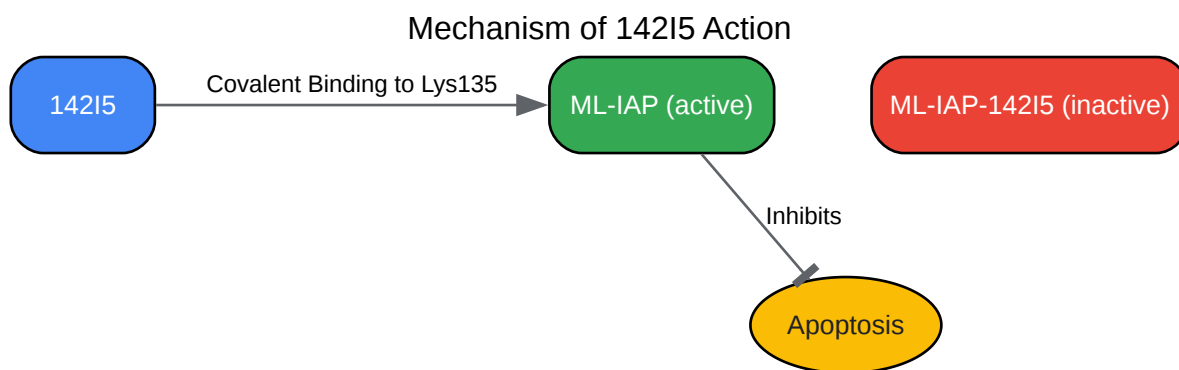 Mechanism of 142I5 Action
142I5
Covalent Binding to Lys135
ML-IAP (active)
ML-IAP-142I5 (inactive)
Inhibits
Apoptosis